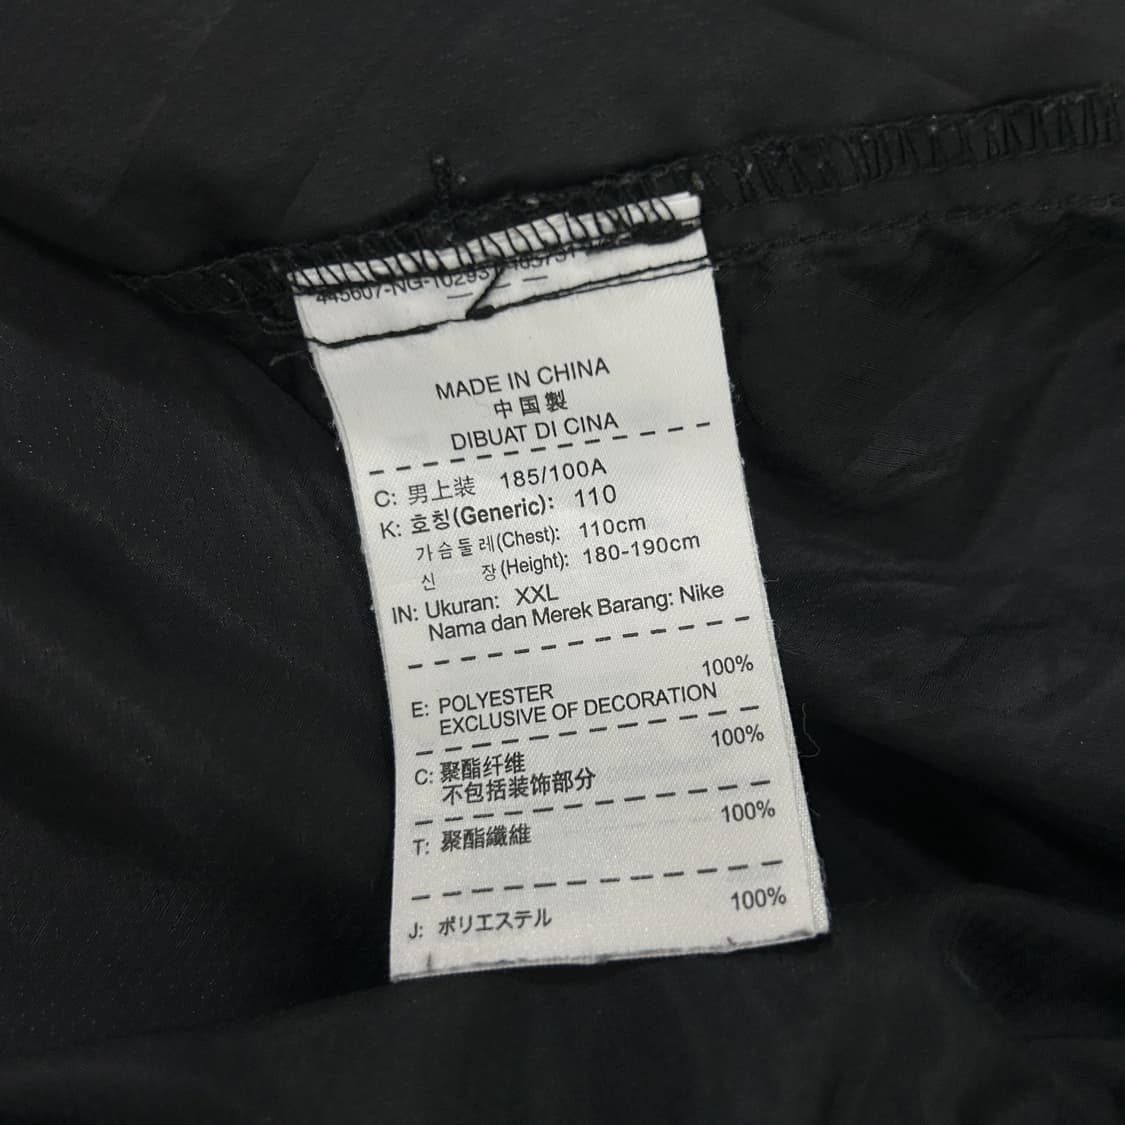 MADE IN CHINA
中国製
DIBUAT DI CINA
C: 男上装 185/100A
K: 호칭(Generic): 110
가슴둘레(Chest): 110cm
신 장(Height): 180-190cm
IN: Ukuran: XXL
Nama dan Merek Barang: Nike
100%
E: POLYESTER
EXCLUSIVE OF DECORATION
100%
C: 聚酯纤维
不包括装饰部分
100%
T: 聚酯纖維
100%
J: ポリエステル